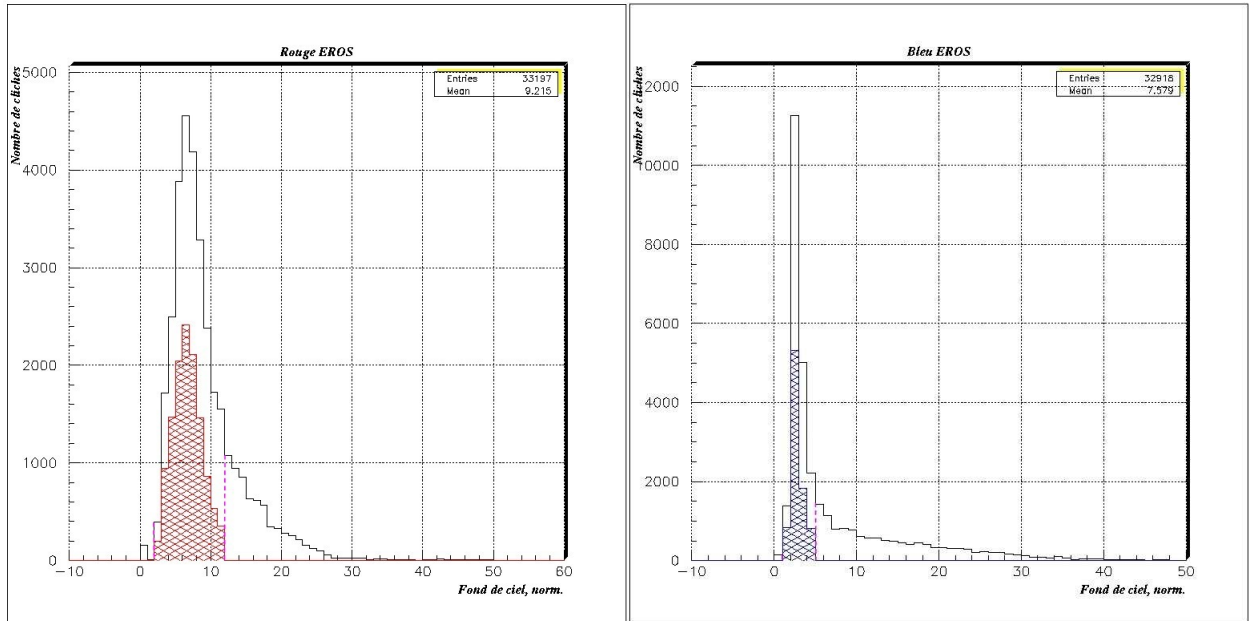 Rouge EROS
Entries 33197
Mean 9.215
Nombre de cliches
5000
4000
3000
2000
1000
0
−10 0 10 20 30 40 50 60
Fond de ciel, norm.
Bleu EROS
Entries 32918
Mean 7.579
Nombre de cliches
12000
10000
8000
6000
4000
2000
0
−10 0 10 20 30 40 50
Fond de ciel, norm.